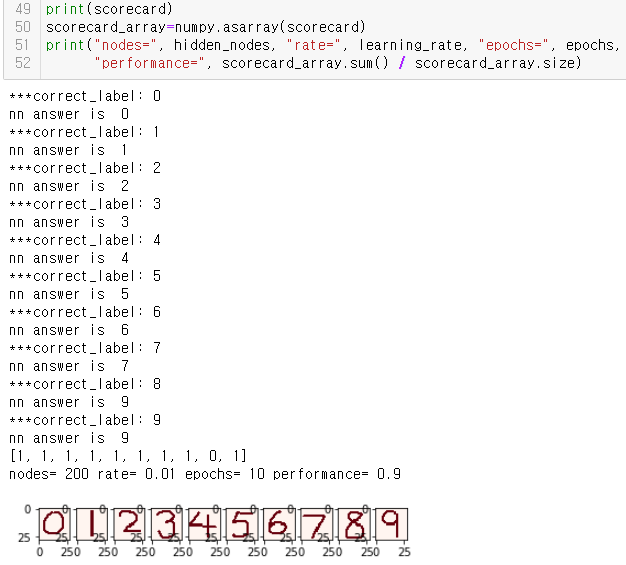 49 print(scorecard)
50 scorecard_array=numpy.asarray(scorecard)
51 print("nodes=", hidden_nodes, "rate=", learning_rate, "epochs=", epochs,
52 "performance=", scorecard_array.sum() / scorecard_array.size)
***correct_label: 0
nn answer is 0
***correct_label: 1
nn answer is 1
***correct_label: 2
nn answer is 2
***correct_label: 3
nn answer is 3
***correct_label: 4
nn answer is 4
***correct_label: 5
nn answer is 5
***correct_label: 6
nn answer is 6
***correct_label: 7
nn answer is 7
***correct_label: 8
nn answer is 9
***correct_label: 9
nn answer is 9
[1, 1, 1, 1, 1, 1, 1, 1, 0, 1]
nodes= 200 rate= 0.01 epochs= 10 performance= 0.9
0 0 0 0 0 0 0 0 0 0
0 1 2 3 4 5 6 7 8 9
25 25 25 25 25 25 25 25 25 25
0 250 250 250 250 250 250 250 250 250 25